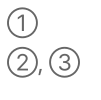 ①
②, ③